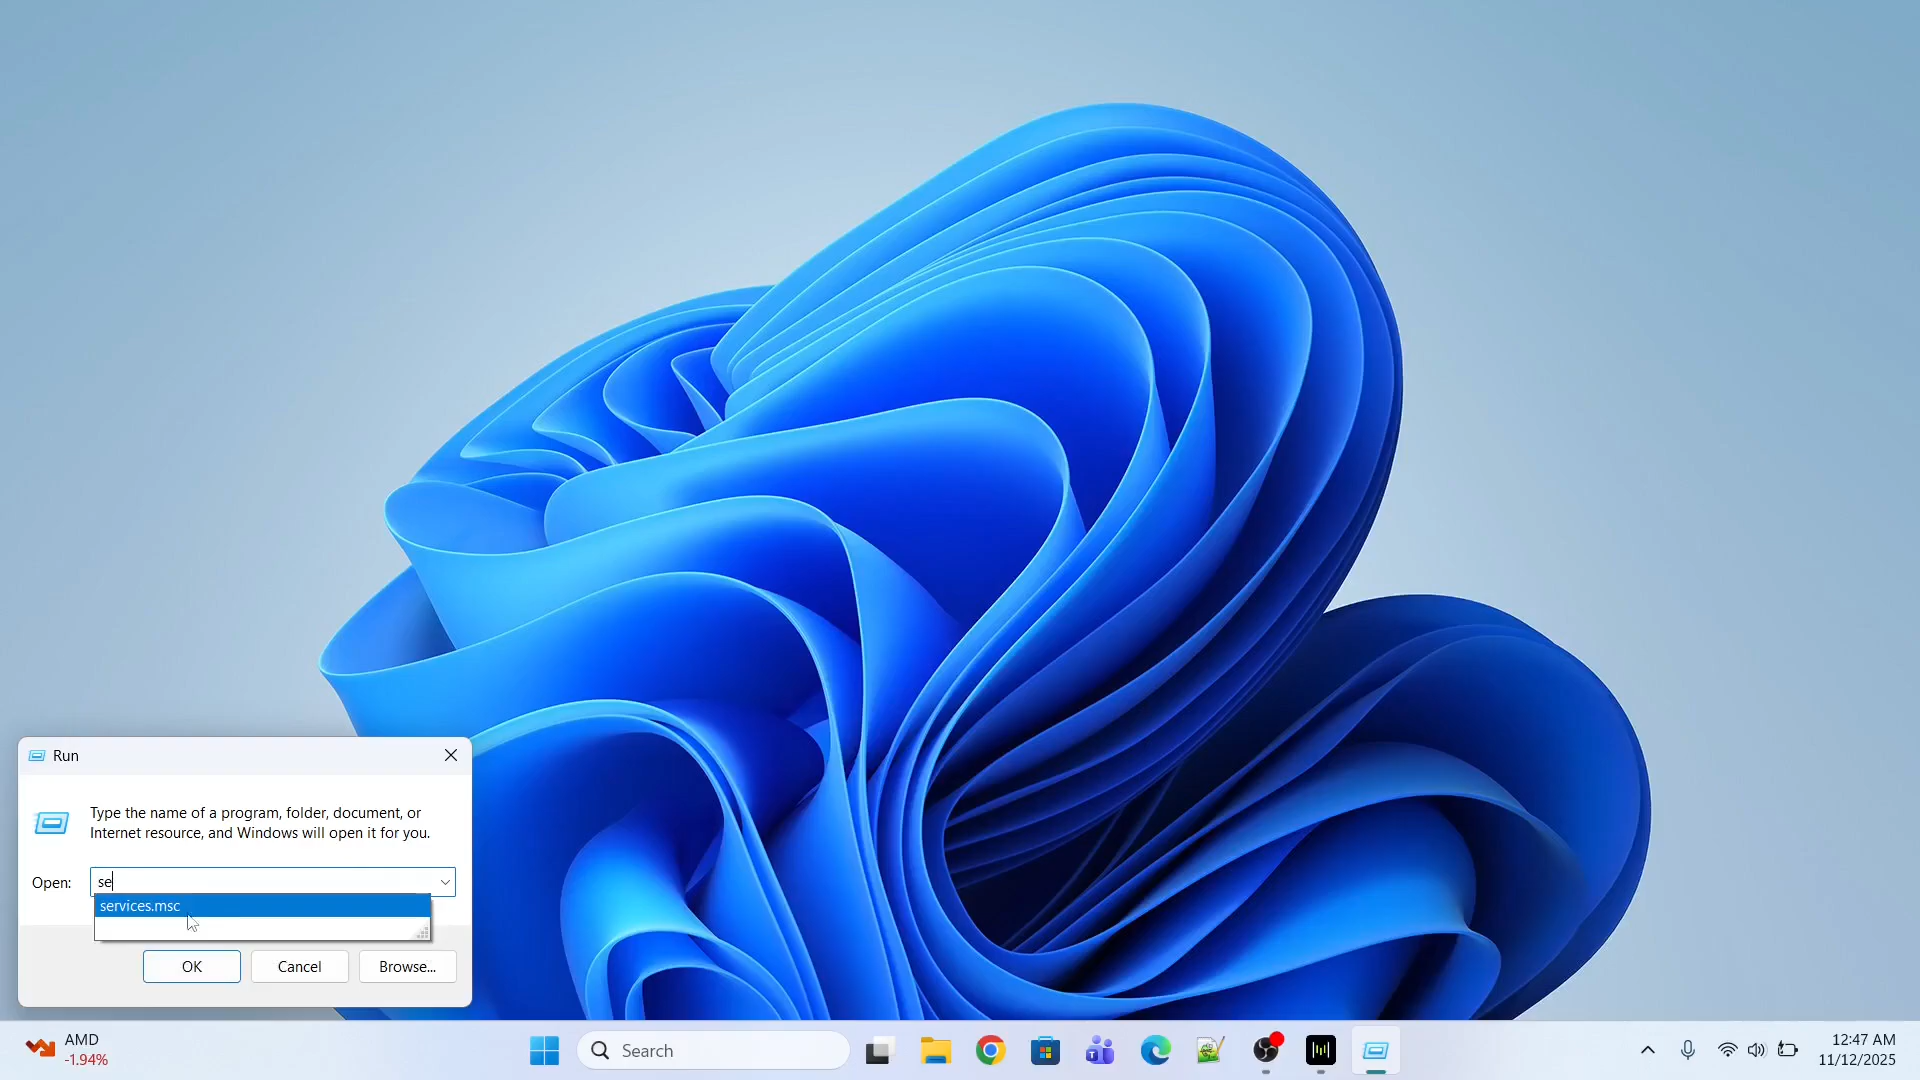 Run
Type the name of a program, folder, document, or
Internet resource, and Windows will open it for you.
Open:
se
services.msc
OK
Cancel
Browse...
AMD
-1.94%
Search
12:47 AM
11/12/2025